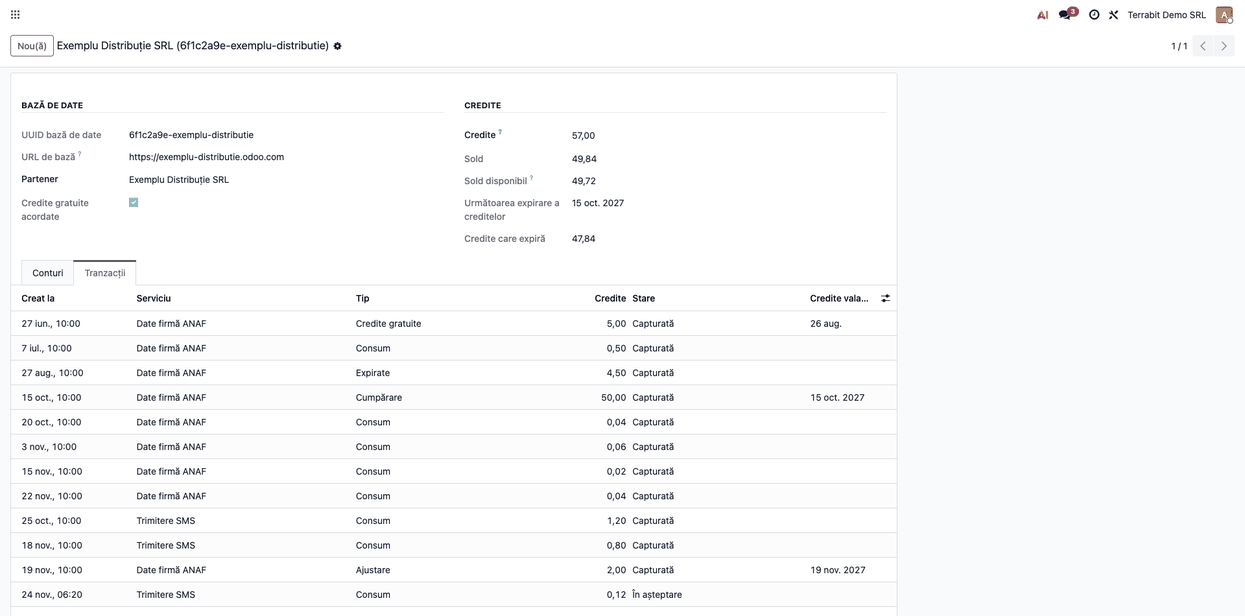 AI 3 Terrabit Demo SRL A
Nou(ă) Exemplu Distribuție SRL (6f1c2a9e-exemplu-distributie) 1 / 1
BAZĂ DE DATE
UUID bază de date 6f1c2a9e-exemplu-distributie
URL de bază ? https://exemplu-distributie.odoo.com
Partener Exemplu Distribuție SRL
Credite gratuite
acordate
CREDITE
Credite ? 57,00
Sold 49,84
Sold disponibil ? 49,72
Următoarea expirare a 15 oct. 2027
creditelor
Credite care expiră 47,84
Conturi Tranzacții
Creat la Serviciu Tip Credite Stare Credite vala...
27 iun., 10:00 Date firmă ANAF Credite gratuite 5,00 Capturată 26 aug.
7 iul., 10:00 Date firmă ANAF Consum 0,50 Capturată
27 aug., 10:00 Date firmă ANAF Expirate 4,50 Capturată
15 oct., 10:00 Date firmă ANAF Cumpărare 50,00 Capturată 15 oct. 2027
20 oct., 10:00 Date firmă ANAF Consum 0,04 Capturată
3 nov., 10:00 Date firmă ANAF Consum 0,06 Capturată
15 nov., 10:00 Date firmă ANAF Consum 0,02 Capturată
22 nov., 10:00 Date firmă ANAF Consum 0,04 Capturată
25 oct., 10:00 Trimitere SMS Consum 1,20 Capturată
18 nov., 10:00 Trimitere SMS Consum 0,80 Capturată
19 nov., 10:00 Date firmă ANAF Ajustare 2,00 Capturată 19 nov. 2027
24 nov., 06:20 Trimitere SMS Consum 0,12 În așteptare